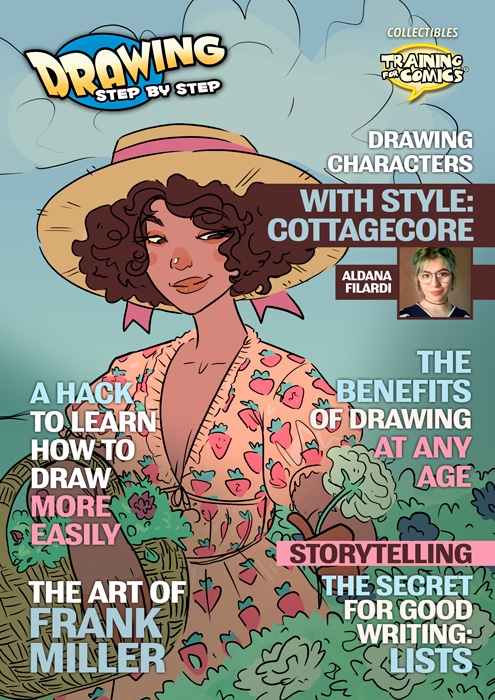 DRAWING
STEP BY STEP
COLLECTIBLES
TRAINING
FOR COMICS®
DRAWING
CHARACTERS
WITH STYLE:
COTTAGECORE
ALDANA
FILARDI
THE
BENEFITS
OF DRAWING
AT ANY
AGE
A HACK
TO LEARN
HOW TO
DRAW
MORE
EASILY
STORYTELLING
THE SECRET
FOR GOOD
WRITING:
LISTS
THE ART OF
FRANK
MILLER